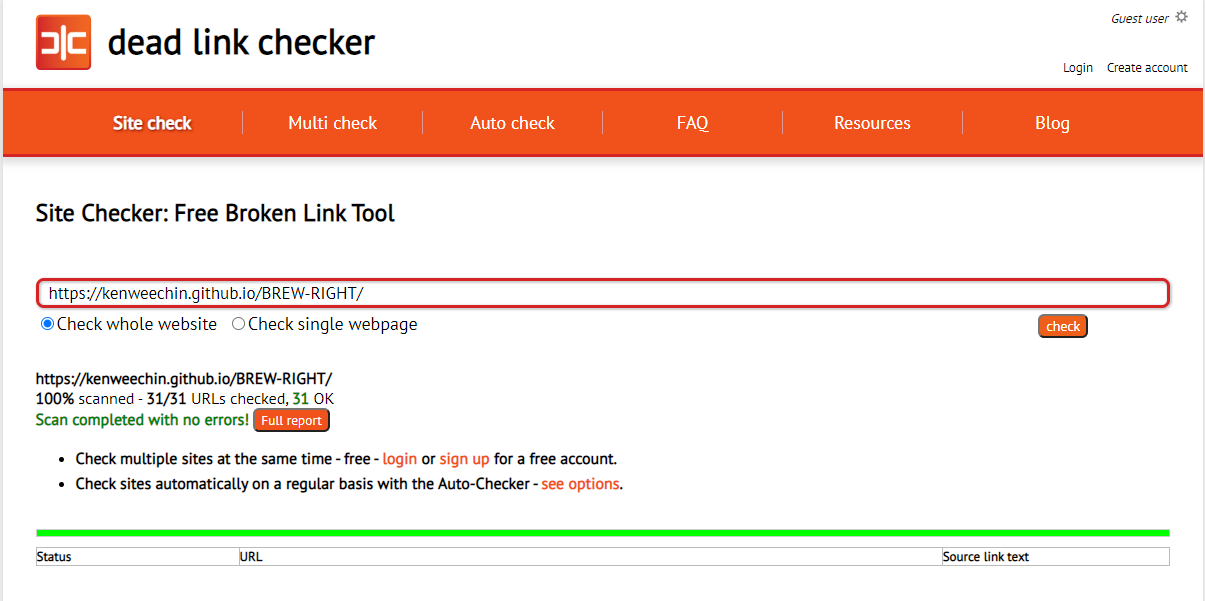 Guest user
dead link checker
Login Create account
Site check Multi check Auto check FAQ Resources Blog
Site Checker: Free Broken Link Tool
https://kenweechin.github.io/BREW-RIGHT/
Check whole website Check single webpage check
https://kenweechin.github.io/BREW-RIGHT/
100% scanned - 31/31 URLs checked, 31 OK
Scan completed with no errors! Full report
• Check multiple sites at the same time - free - login or sign up for a free account.
• Check sites automatically on a regular basis with the Auto-Checker - see options.
Status URL Source link text